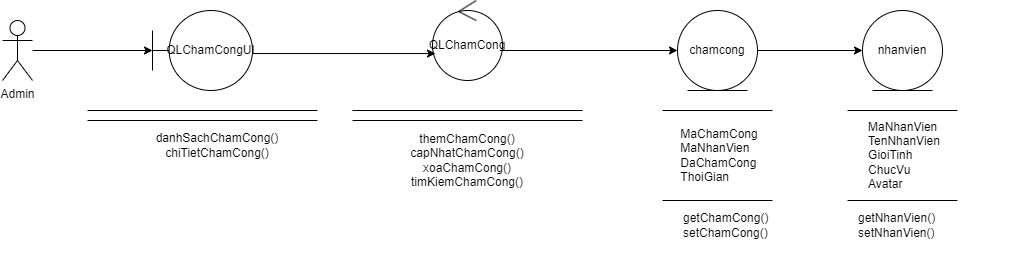 Admin
QLChamCongUI
danhSachChamCong()
chiTietChamCong()
QLChamCong
themChamCong()
capNhatChamCong()
xoaChamCong()
timKiemChamCong()
chamcong
MaChamCong
MaNhanVien
DaChamCong
ThoiGian
getChamCong()
setChamCong()
nhanvien
MaNhanVien
TenNhanVien
GioiTinh
ChucVu
Avatar
getNhanVien()
setNhanVien()